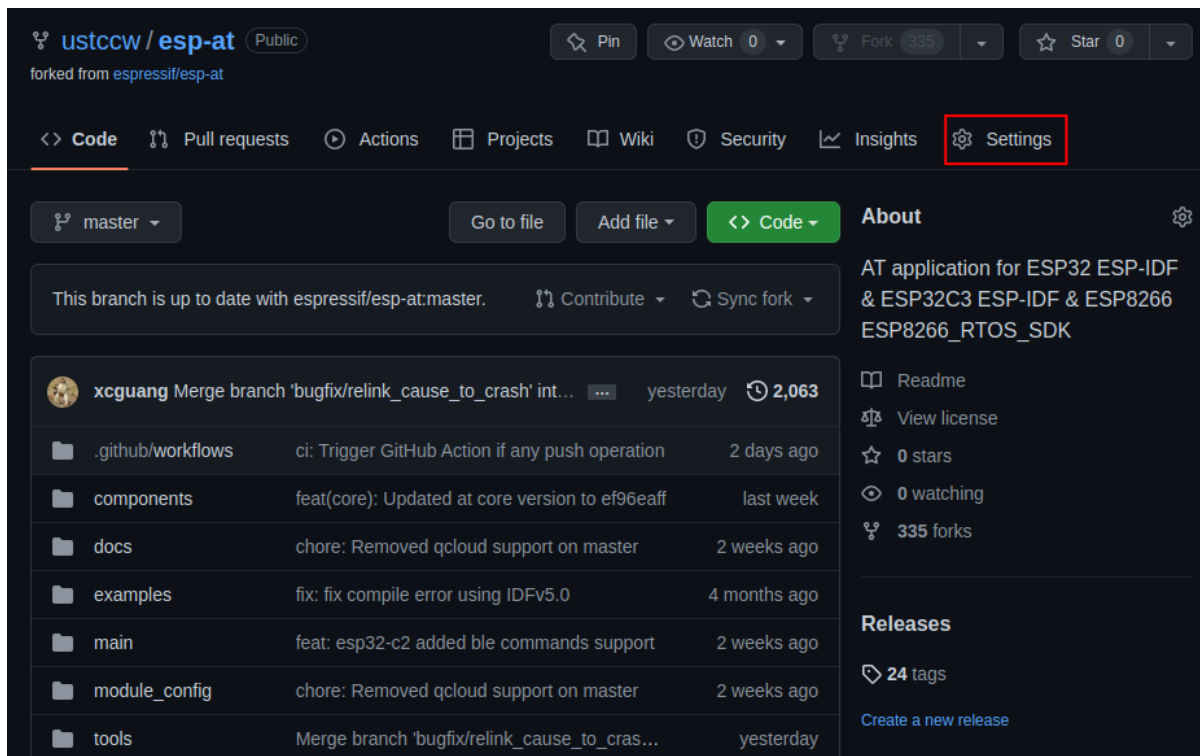 ustccw / esp-at Public
Pin
Watch 0
Fork 335
Star 0
forked from espressif/esp-at
<> Code
Pull requests
Actions
Projects
Wiki
Security
Insights
Settings
master
Go to file
Add file
<> Code
This branch is up to date with espressif/esp-at:master.
Contribute
Sync fork
xcguang Merge branch 'bugfix/relink_cause_to_crash' int… ... yesterday 2,063
.github/workflows ci: Trigger GitHub Action if any push operation 2 days ago
components feat(core): Updated at core version to ef96eaff last week
docs chore: Removed qcloud support on master 2 weeks ago
examples fix: fix compile error using IDFv5.0 4 months ago
main feat: esp32-c2 added ble commands support 2 weeks ago
module_config chore: Removed qcloud support on master 2 weeks ago
tools Merge branch 'bugfix/relink_cause_to_cras… yesterday
About
AT application for ESP32 ESP-IDF
& ESP32C3 ESP-IDF & ESP8266
ESP8266_RTOS_SDK
Readme
View license
0 stars
0 watching
335 forks
Releases
24 tags
Create a new release